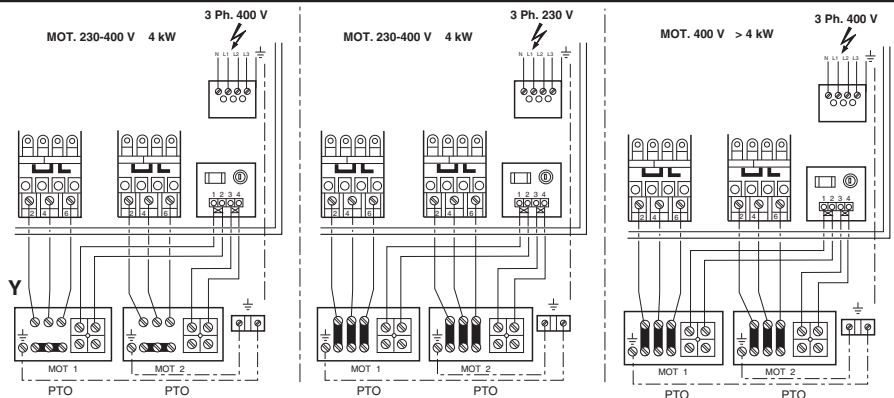 3 Ph. 400 V
MOT. 230-400 V 4 kW
N L1 L2 L3
1 2 3 4
2 4 6
2 4 6
Y
MOT 1
MOT 2
PTO
PTO
3 Ph. 230 V
MOT. 230-400 V 4 kW
N L1 L2 L3
1 2 3 4
2 4 6
2 4 6
MOT 1
MOT 2
PTO
PTO
3 Ph. 400 V
MOT. 400 V > 4 kW
N L1 L2 L3
1 2 3 4
2 4 6
2 4 6
MOT 1
MOT 2
PTO
PTO